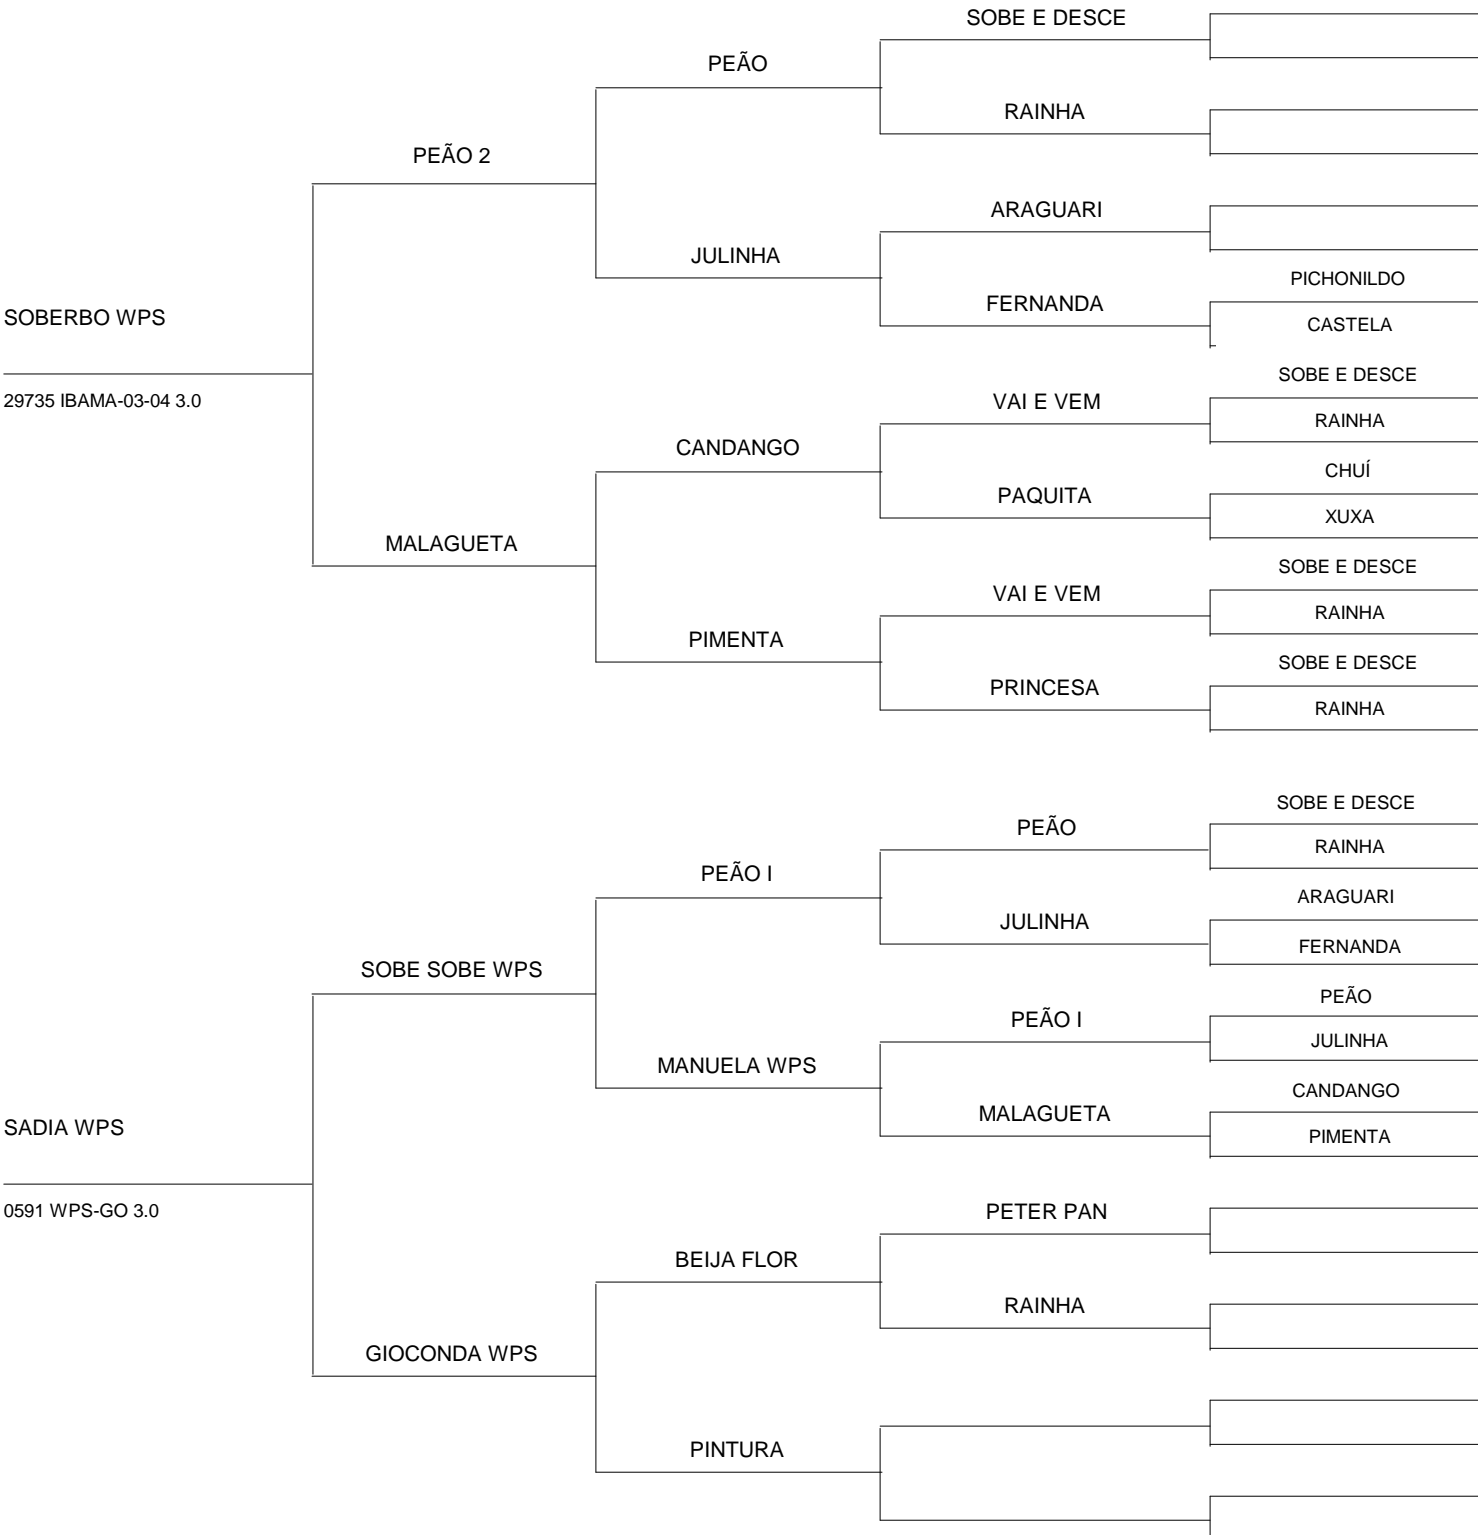 SOBE E DESCE
PEÃO
RAINHA
PEÃO 2
ARAGUARI
JULINHA
PICHONILDO
FERNANDA
CASTELA
SOBERBO WPS
SOBE E DESCE
29735 IBAMA-03-04 3.0
VAI E VEM
RAINHA
CANDANGO
CHUÍ
PAQUITA
XUXA
MALAGUETA
SOBE E DESCE
VAI E VEM
RAINHA
PIMENTA
SOBE E DESCE
PRINCESA
RAINHA
SOBE E DESCE
PEÃO
RAINHA
PEÃO I
ARAGUARI
JULINHA
FERNANDA
SOBE SOBE WPS
PEÃO
PEÃO I
JULINHA
MANUELA WPS
CANDANGO
MALAGUETA
PIMENTA
SADIA WPS
0591 WPS-GO 3.0
PETER PAN
BEIJA FLOR
RAINHA
GIOCONDA WPS
PINTURA